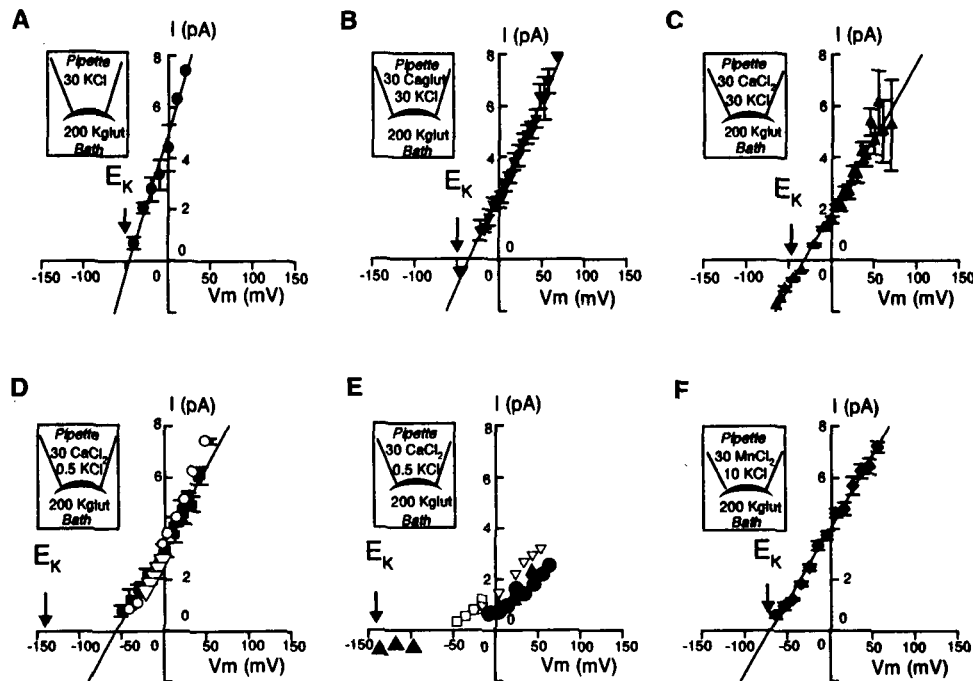 A
I (pA)
8
6
4
2
0
Pipette
30 KCl
200 Kglut
Bath
E_K
-150 -100 -50 50 100 150
Vm (mV)
B
I (pA)
8
6
4
2
0
Pipette
30 Caglut
30 KCl
200 Kglut
Bath
E_K
-150 -100 -50 50 100 150
Vm (mV)
C
I (pA)
8
6
4
2
0
Pipette
30 CaCl2
30 KCl
200 Kglut
Bath
E_K
-150 -100 -50 50 100 150
Vm (mV)
D
I (pA)
8
6
4
2
0
Pipette
30 CaCl2
0.5 KCl
200 Kglut
Bath
E_K
-150 -100 -50 50 100 150
Vm (mV)
E
I (pA)
8
6
4
2
0
Pipette
30 CaCl2
0.5 KCl
200 Kglut
Bath
E_K
-150 -50 50 100 150
Vm (mV)
F
I (pA)
8
6
4
2
0
Pipette
30 MnCl2
10 KCl
200 Kglut
Bath
E_K
-150 -100 -50 50 100 150
Vm (mV)